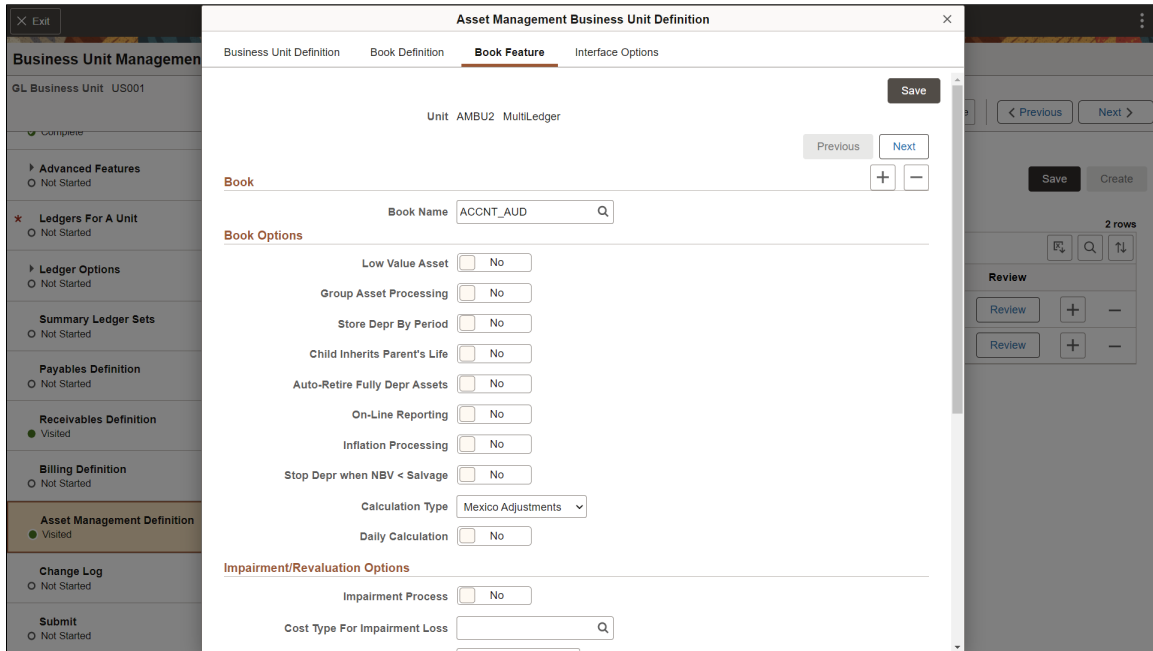 Exit
Asset Management Business Unit Definition
Business Unit Managemen
GL Business Unit US001
Complete
Advanced Features
Not Started
* Ledgers For A Unit
Not Started
Ledger Options
Not Started
Summary Ledger Sets
Not Started
Payables Definition
Not Started
Receivables Definition
Visited
Billing Definition
Not Started
Asset Management Definition
Visited
Change Log
Not Started
Submit
Not Started
Business Unit Definition Book Definition Book Feature Interface Options
Save
Unit AMBU2 MultiLedger
Previous Next
Book
Book Name ACCNT_AUD
Book Options
Low Value Asset No
Group Asset Processing No
Store Depr By Period No
Child Inherits Parent's Life No
Auto-Retire Fully Depr Assets No
On-Line Reporting No
Inflation Processing No
Stop Depr when NBV < Salvage No
Calculation Type Mexico Adjustments
Daily Calculation No
Impairment/Revaluation Options
Impairment Process No
Cost Type For Impairment Loss
Previous Next
Save Create
2 rows
Review
Review
Review